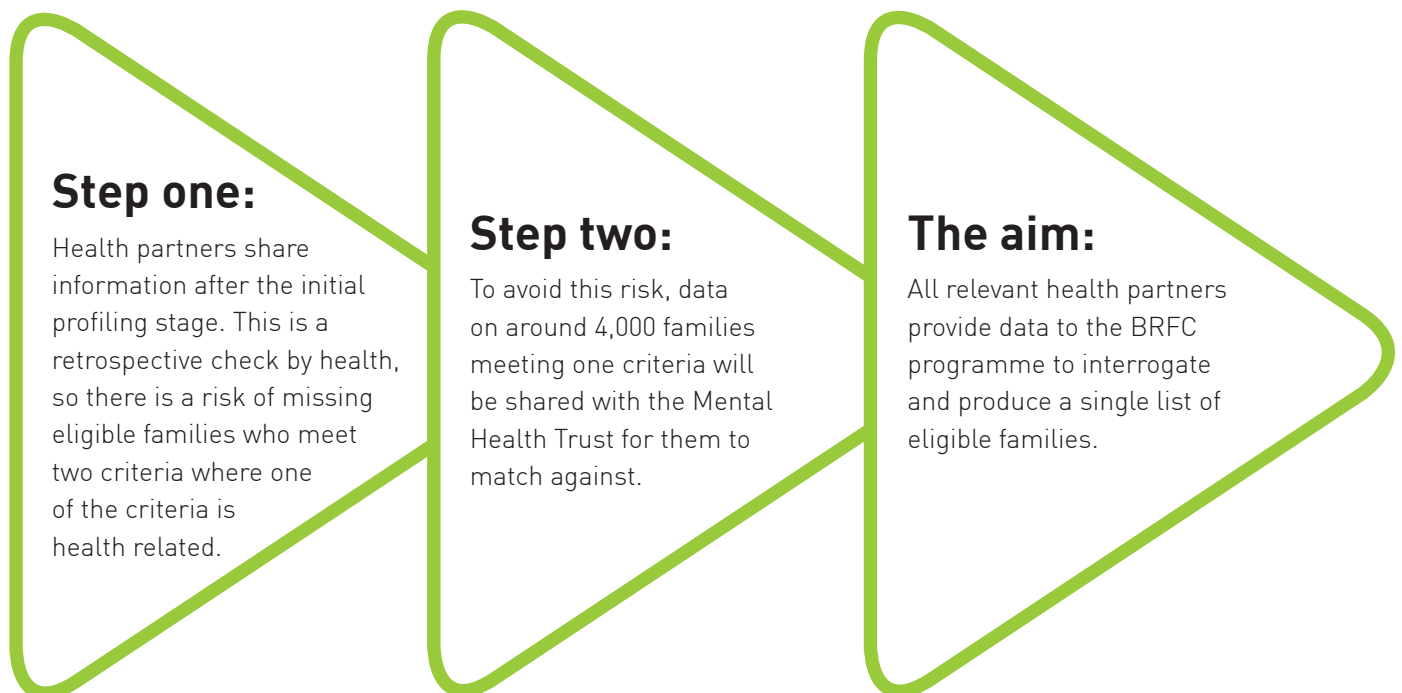 Step one:
Health partners share
information after the initial
profiling stage. This is a
retrospective check by health,
so there is a risk of missing
eligible families who meet
two criteria where one
of the criteria is
health related.
Step two:
To avoid this risk, data
on around 4,000 families
meeting one criteria will
be shared with the Mental
Health Trust for them to
match against.
The aim:
All relevant health partners
provide data to the BRFC
programme to interrogate
and produce a single list of
eligible families.